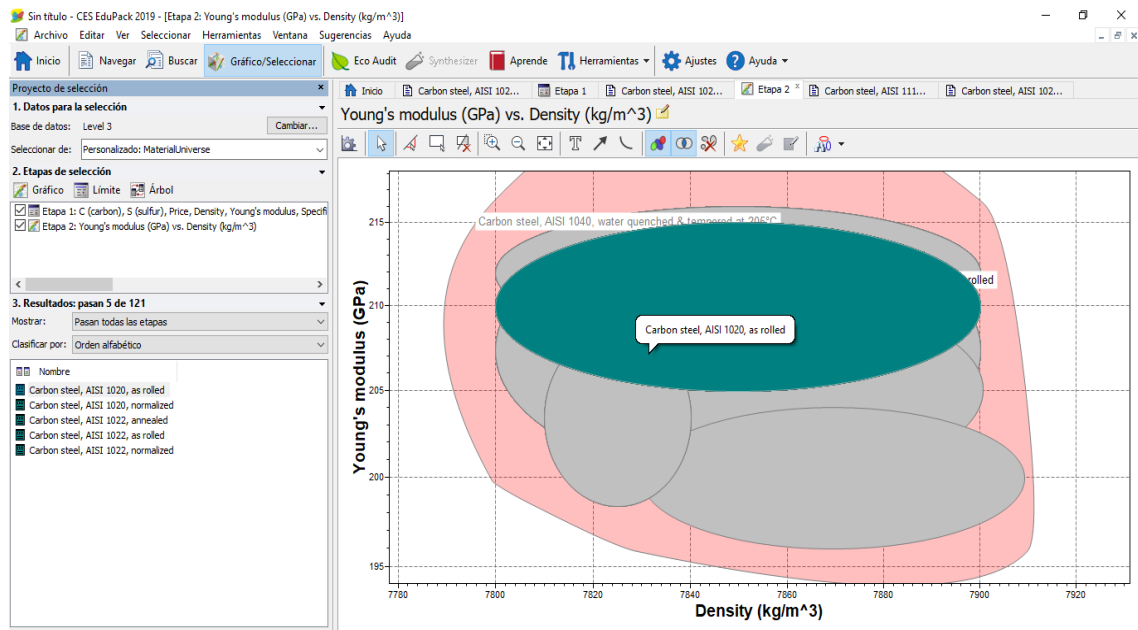 Sin título - CES EduPack 2019 - [Etapa 2: Young's modulus (GPa) vs. Density (kg/m^3)]
Archivo Editar Ver Seleccionar Herramientas Ventana Sugerencias Ayuda
Inicio Navegar Buscar Gráfico/Seleccionar Eco Audit Synthesizer Aprende Herramientas Ajustes Ayuda
Proyecto de selección
1. Datos para la selección
Base de datos: Level 3 Cambiar...
Seleccionar de: Personalizado: MaterialUniverse
2. Etapas de selección
Gráfico Límite Árbol
Etapa 1: C (carbon), S (sulfur), Price, Density, Young's modulus, Specifi
Etapa 2: Young's modulus (GPa) vs. Density (kg/m^3)
3. Resultados: pasan 5 de 121
Mostrar: Pasan todas las etapas
Clasificar por: Orden alfabético
Nombre
Carbon steel, AISI 1020, as rolled
Carbon steel, AISI 1020, normalized
Carbon steel, AISI 1022, annealed
Carbon steel, AISI 1022, as rolled
Carbon steel, AISI 1022, normalized
Inicio Carbon steel, AISI 102... Etapa 1 Carbon steel, AISI 102... Etapa 2 Carbon steel, AISI 111... Carbon steel, AISI 102...
Young's modulus (GPa) vs. Density (kg/m^3)
Carbon steel, AISI 1040, water quenched & tempered at 206°C
rolled
Carbon steel, AISI 1020, as rolled
Young's modulus (GPa)
215
210
205
200
195
7780 7800 7820 7840 7860 7880 7900 7920
Density (kg/m^3)